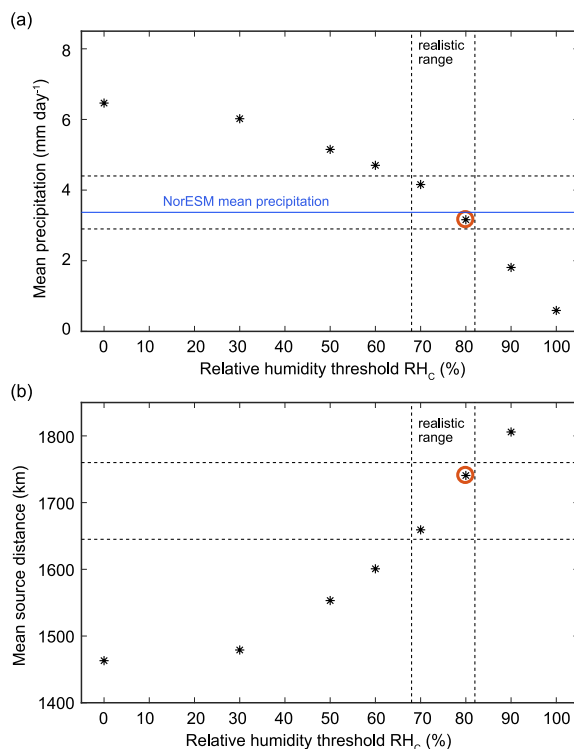 (a)
8
6
4
2
0
Mean precipitation (mm day⁻¹)
realistic
range
NorESM mean precipitation
0 10 20 30 40 50 60 70 80 90 100
Relative humidity threshold RH_C (%)
(b)
1800
1700
1600
1500
1400
Mean source distance (km)
realistic
range
0 10 20 30 40 50 60 70 80 90 100
Relative humidity threshold RH_C (%)